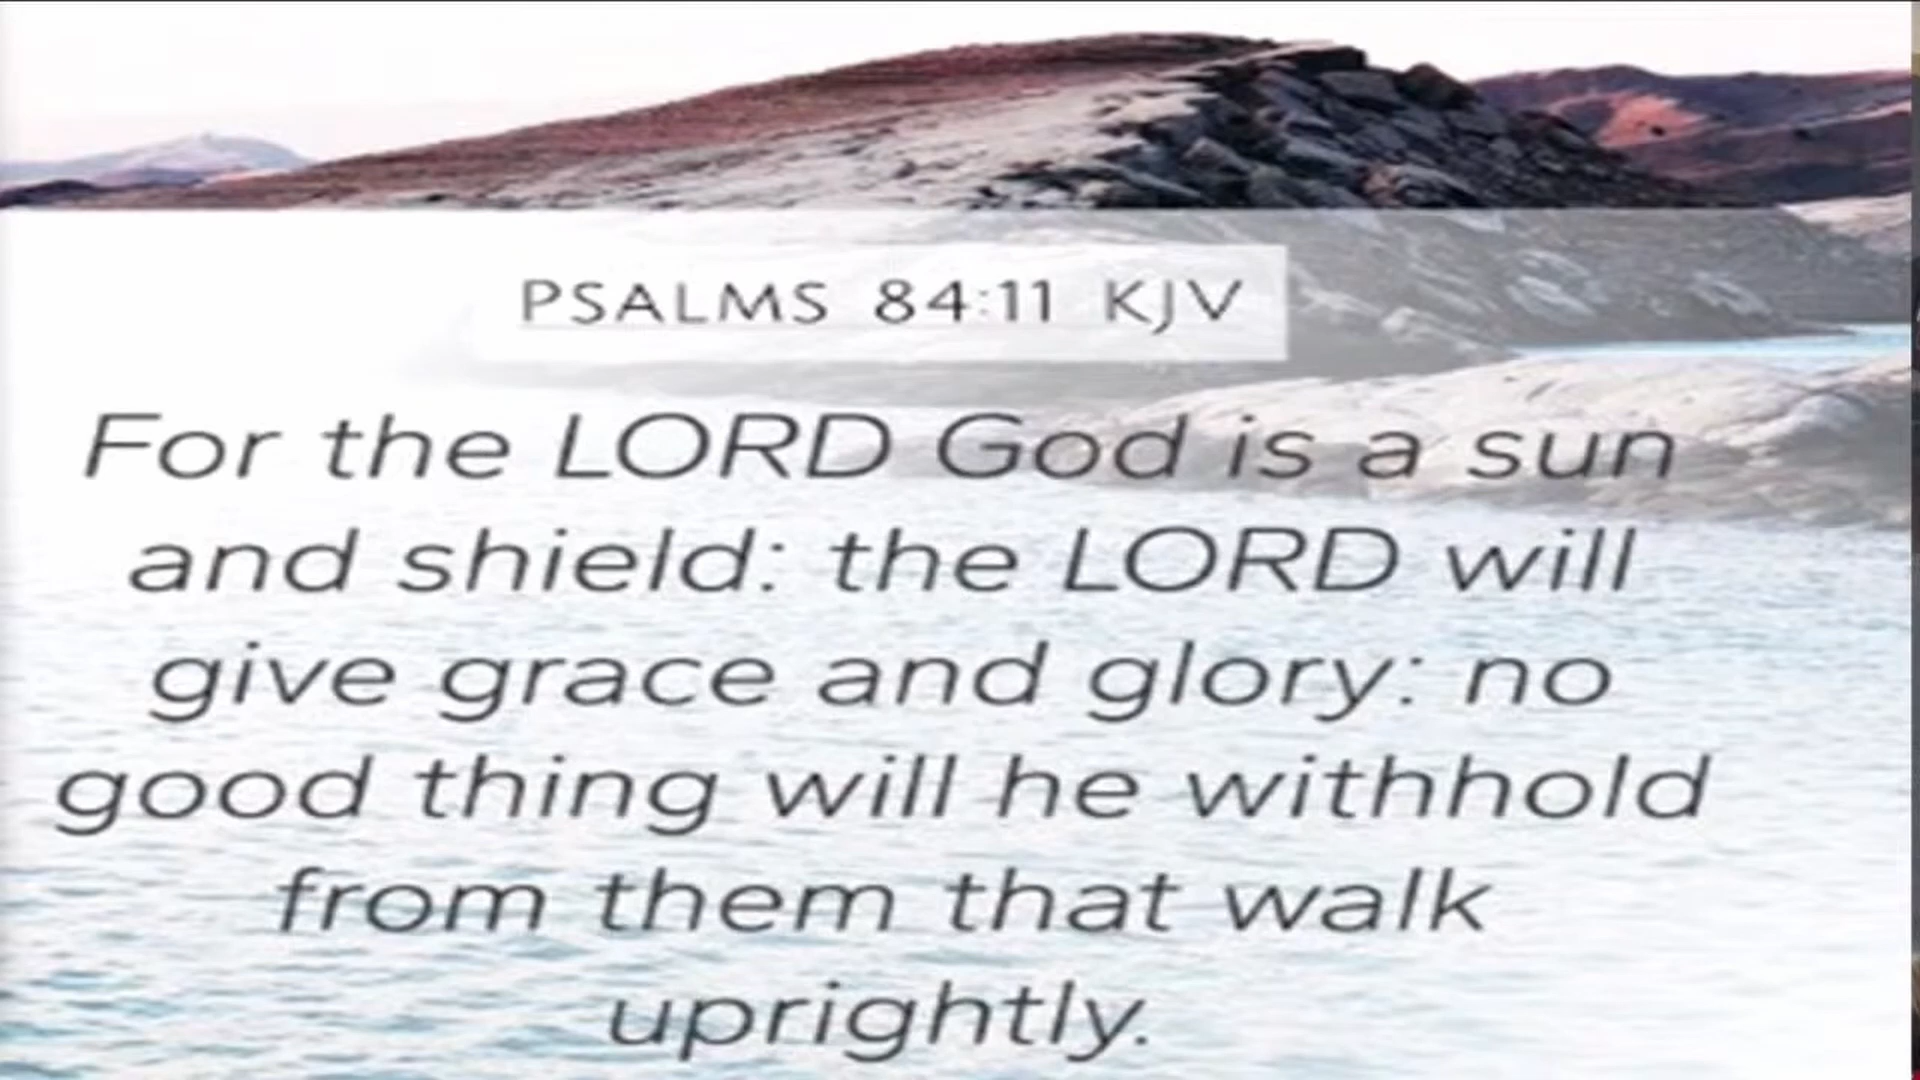 PSALMS 84:11 KJV
For the LORD God is a sun
and shield: the LORD will
give grace and glory: no
good thing will he withhold
from them that walk
uprightly.